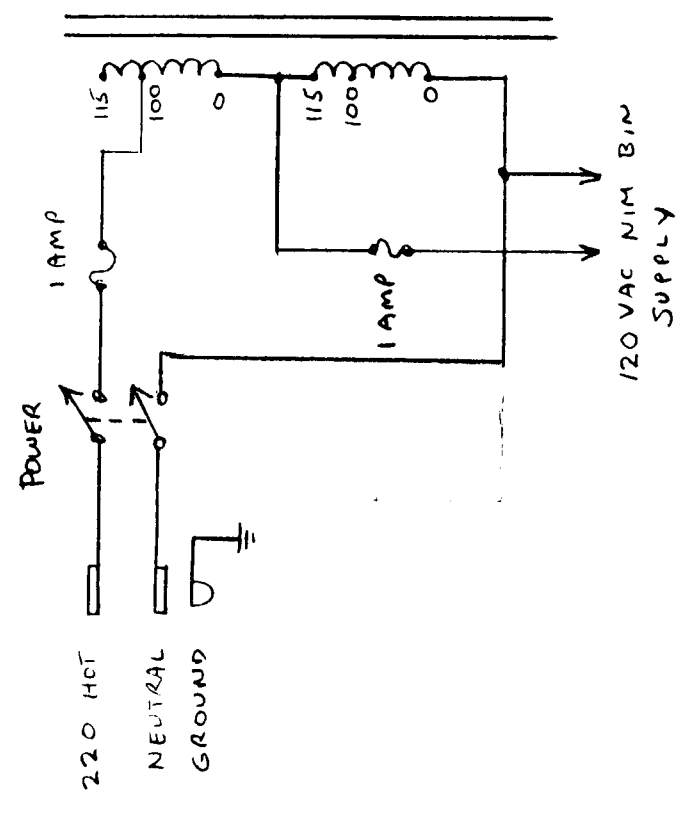 115
100
0
115
100
0
1 AMP
1 AMP
120 VAC NIM BIN
SUPPLY
POWER
220 HOT
NEUTRAL
GROUND